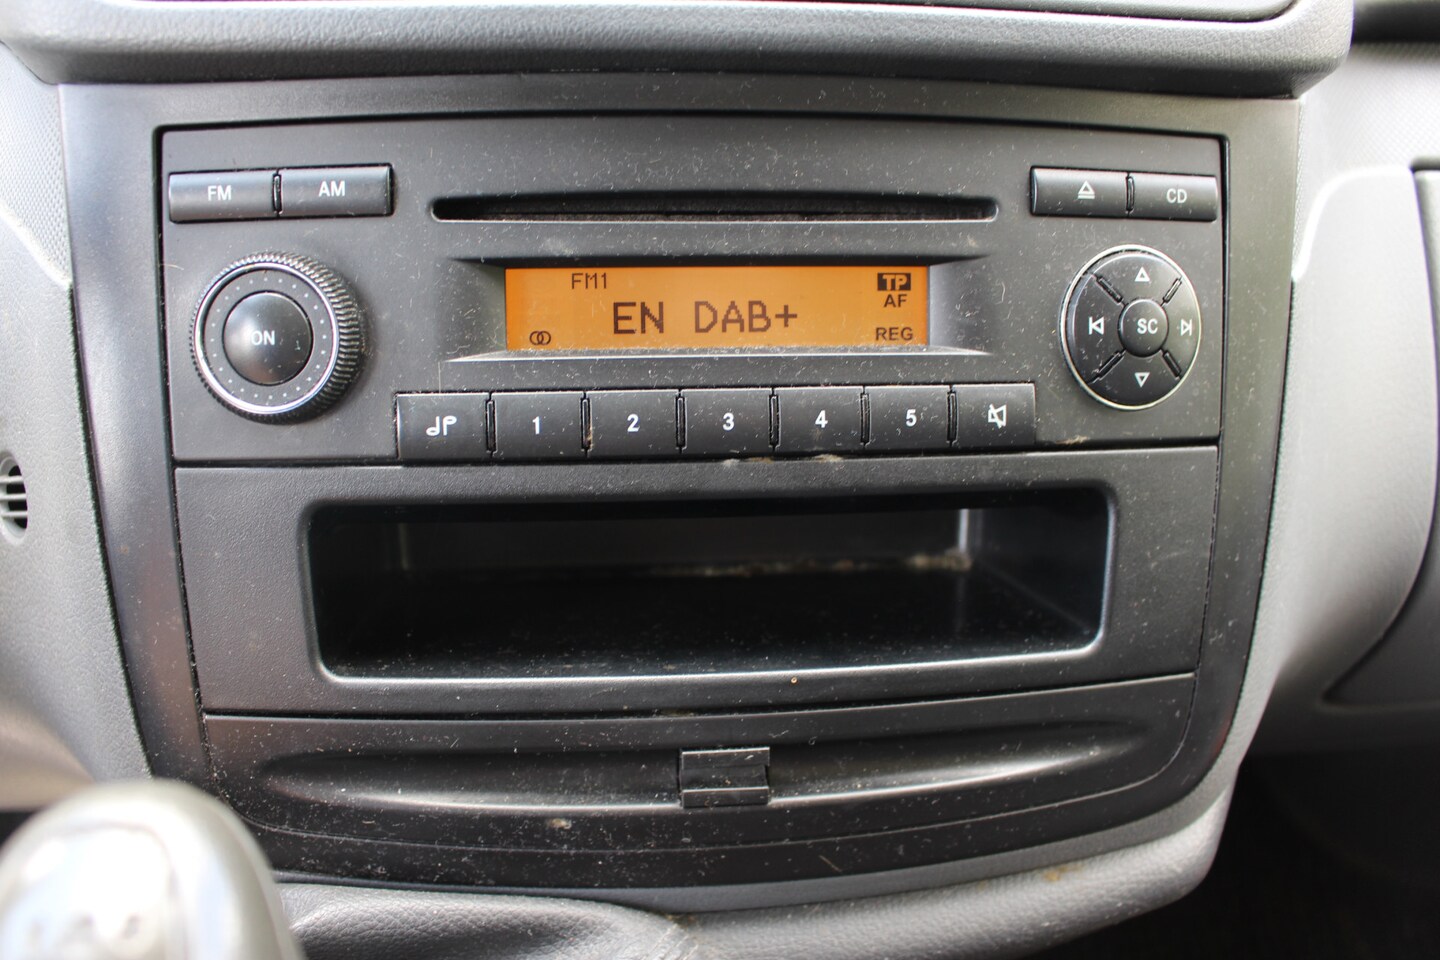 FM AM
CD
FM1 TP
AF
EN DAB+
REG
ON
SC
1 2 3 4 5